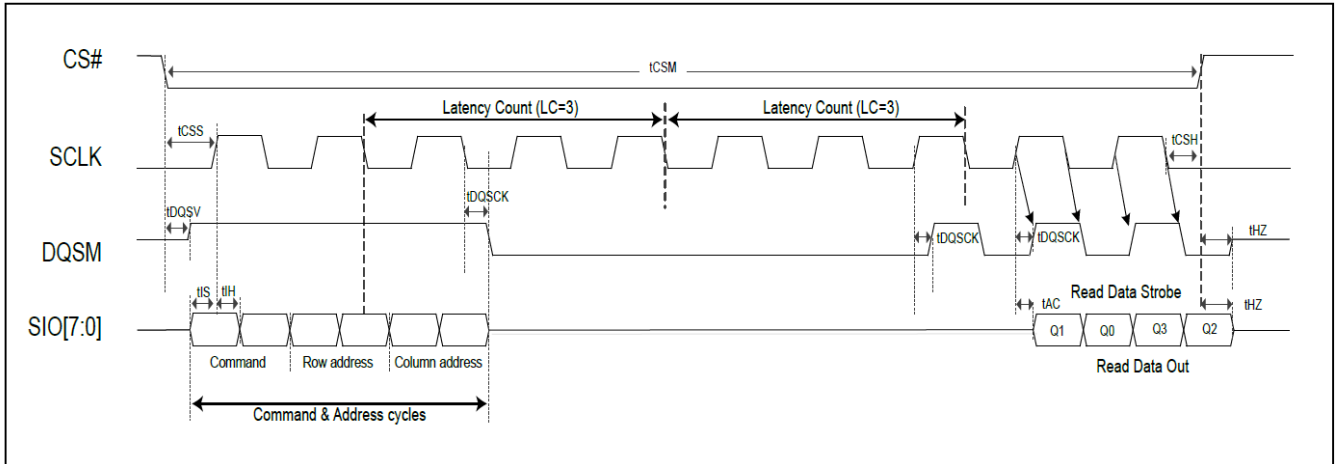 CS#
tCSM
Latency Count (LC=3) Latency Count (LC=3)
tCSS
SCLK
tCSH
tDQSCK
tDQSV
DQSM
tDQSCK tDQSCK
tHZ
tIS tIH
Read Data Strobe
tAC
tHZ
SIO[7:0]
Q1 Q0 Q3 Q2
Command Row address Column address
Read Data Out
Command & Address cycles